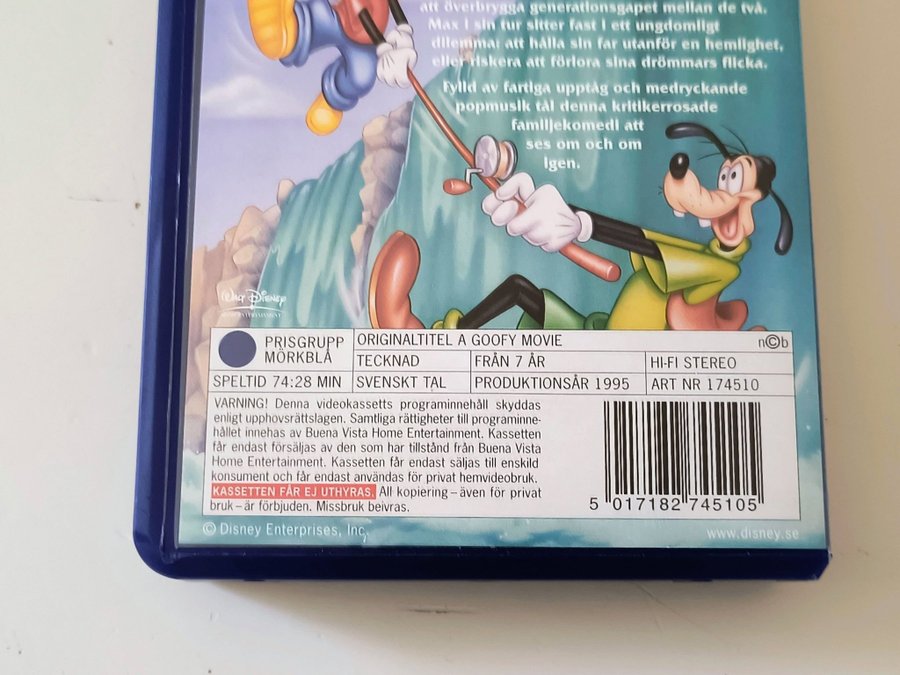 att överbrygga generationsgapet mellan de två.
Max i sin tur sitter fast i ett ungdomligt
dilemma: att hålla sin far utanför en hemlighet,
eller riskera att förlora sina drömmars flicka.
Fylld av fartiga upptåg och medryckande
popmusik tål denna kritikerrosade
familjekomedi att
ses om och om
igen.
Walt Disney
HOME ENTERTAINMENT
PRISGRUPP
MÖRKBLÅ
ORIGINALTITEL A GOOFY MOVIE
n©b
TECKNAD
FRÅN 7 ÅR
HI-FI STEREO
SPELTID 74:28 MIN
SVENSKT TAL
PRODUKTIONSÅR 1995
ART NR 174510
VARNING! Denna videokassetts programinnehåll skyddas
enligt upphovsrättslagen. Samtliga rättigheter till programinne-
hållet innehas av Buena Vista Home Entertainment. Kassetten
får endast försäljas av den som har tillstånd från Buena Vista
Home Entertainment. Kassetten får endast säljas till enskild
konsument och får endast användas för privat hemvideobruk.
KASSETTEN FÅR EJ UTHYRAS. All kopiering – även för privat
bruk – är förbjuden. Missbruk beivras.
5 017182 745105
© Disney Enterprises, Inc.
www.disney.se